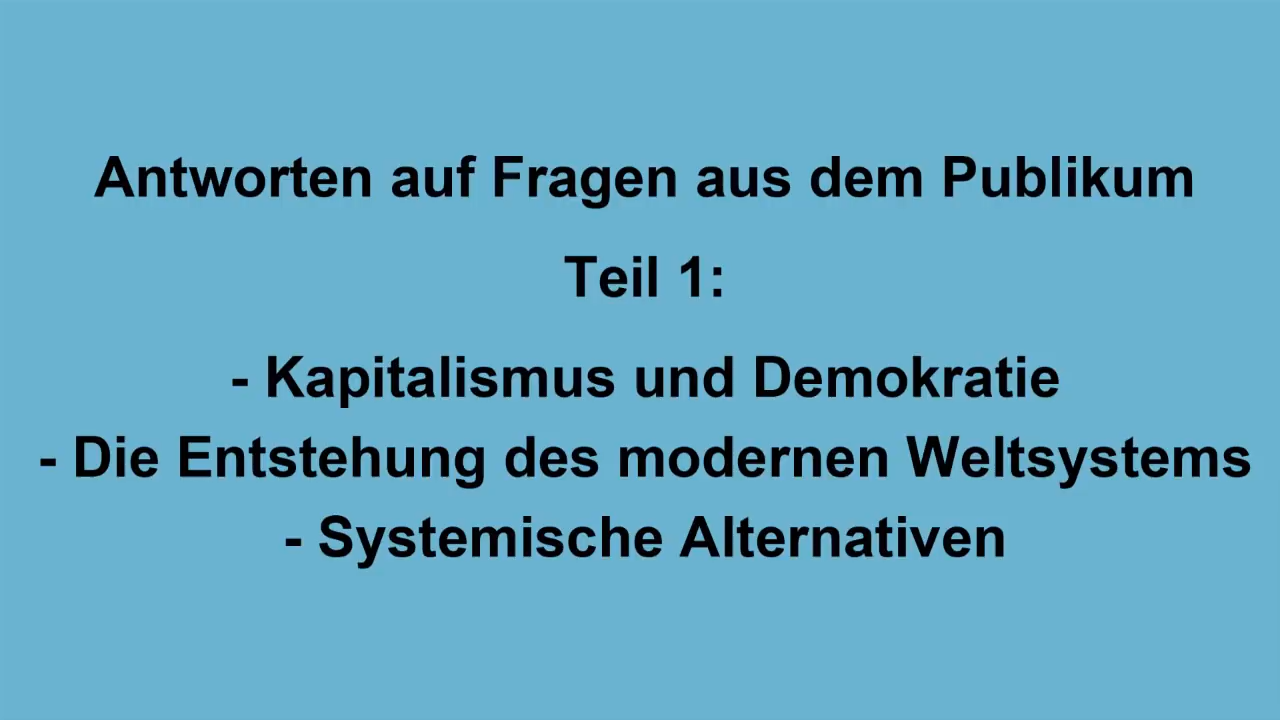 Antworten auf Fragen aus dem Publikum
Teil 1:
- Kapitalismus und Demokratie
- Die Entstehung des modernen Weltsystems
- Systemische Alternativen